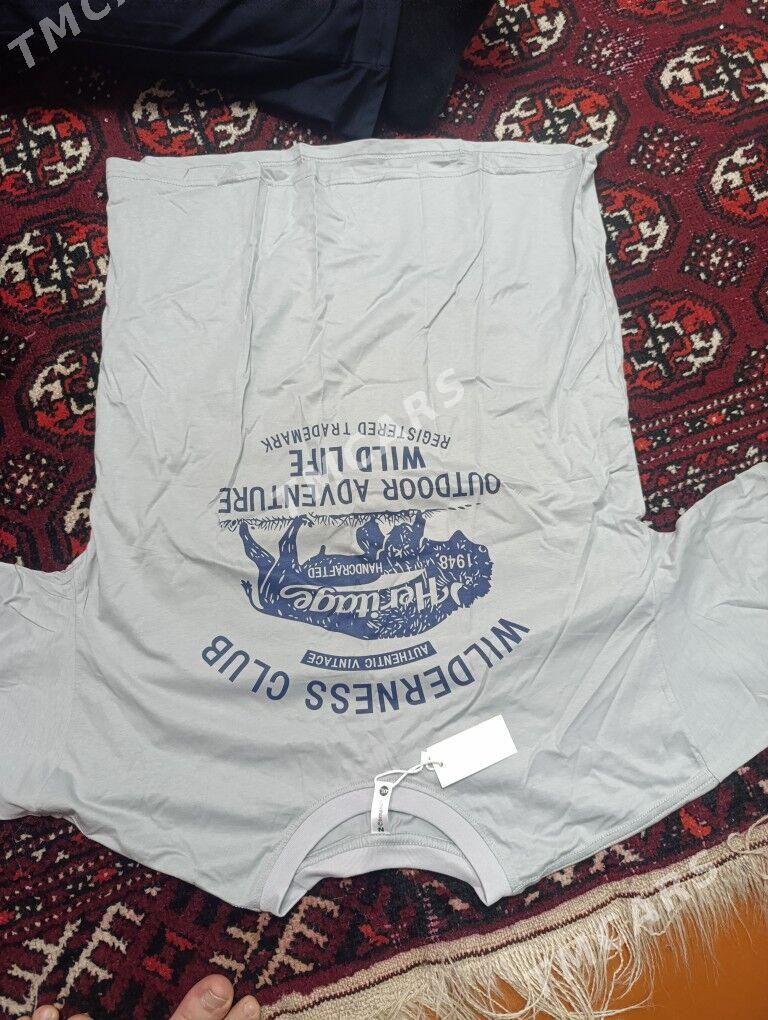 WILDERNESS CLUB
AUTHENTIC VINTAGE
Heritage
1948
HANDCRAFTED
OUTDOOR ADVENTURE
WILD LIFE
REGISTERED TRADEMARK
TMCARS
TMCARS
TMCARS